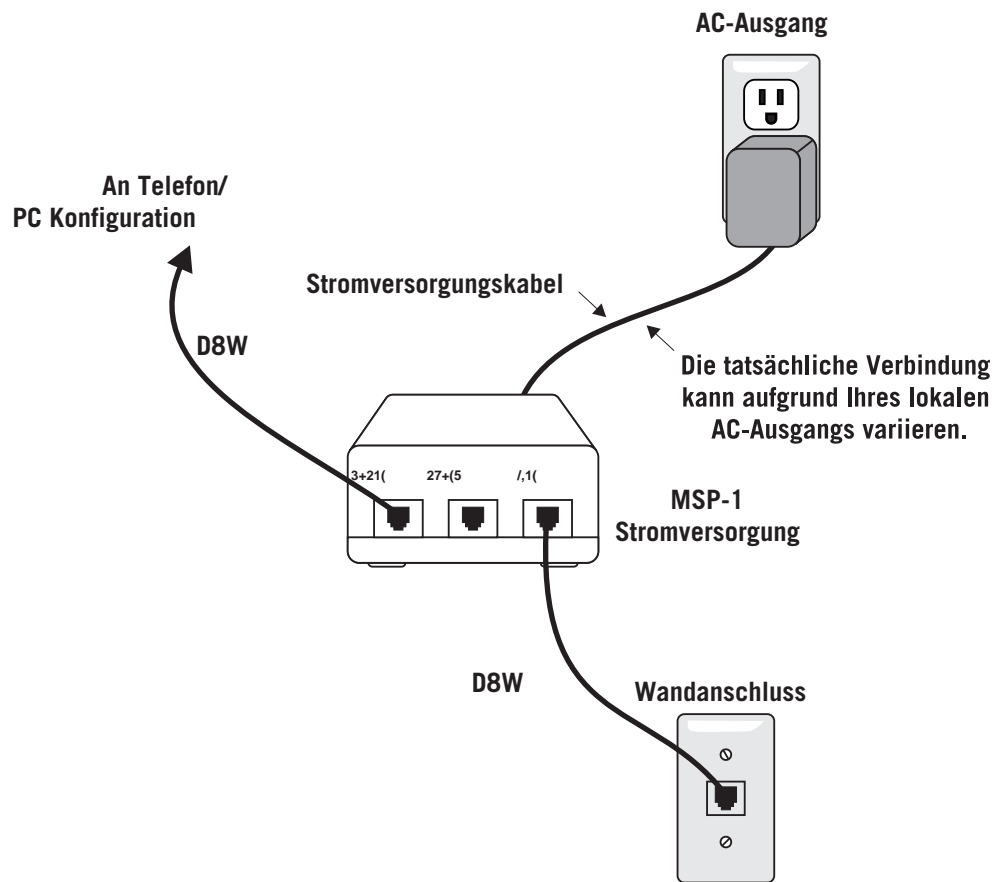 AC-Ausgang
An Telefon/
PC Konfiguration
Stromversorgungskabel
D8W
Die tatsächliche Verbindung
kann aufgrund Ihres lokalen
AC-Ausgangs variieren.
3+21( 27+(5 /,1(
MSP-1
Stromversorgung
D8W
Wandanschluss